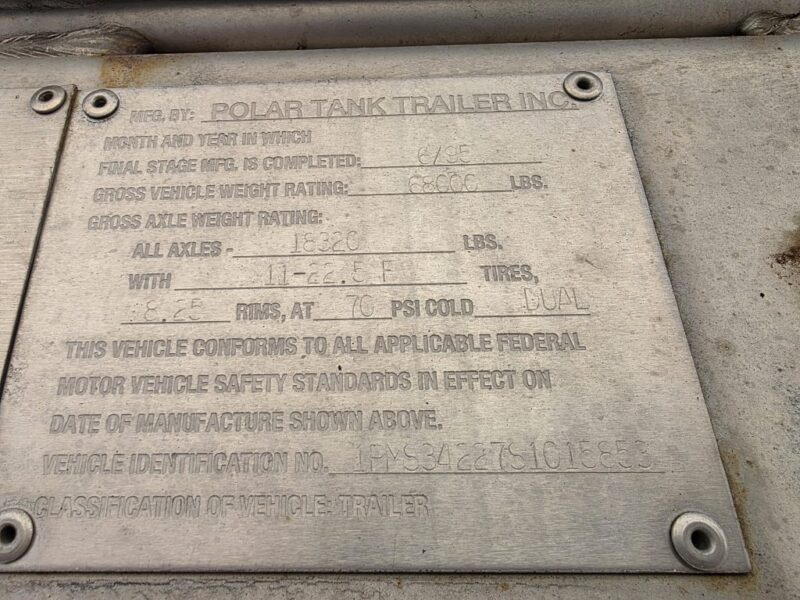 MFG. BY: POLAR TANK TRAILER INC.
MONTH AND YEAR IN WHICH
FINAL STAGE MFG. IS COMPLETED: 6/95
GROSS VEHICLE WEIGHT RATING: 68000 LBS.
GROSS AXLE WEIGHT RATING:
ALL AXLES - 18320 LBS.
WITH 11-22.5 F TIRES,
8.25 RIMS, AT 70 PSI COLD DUAL
THIS VEHICLE CONFORMS TO ALL APPLICABLE FEDERAL
MOTOR VEHICLE SAFETY STANDARDS IN EFFECT ON
DATE OF MANUFACTURE SHOWN ABOVE.
VEHICLE IDENTIFICATION NO. 1PMS34227S1015853
CLASSIFICATION OF VEHICLE: TRAILER